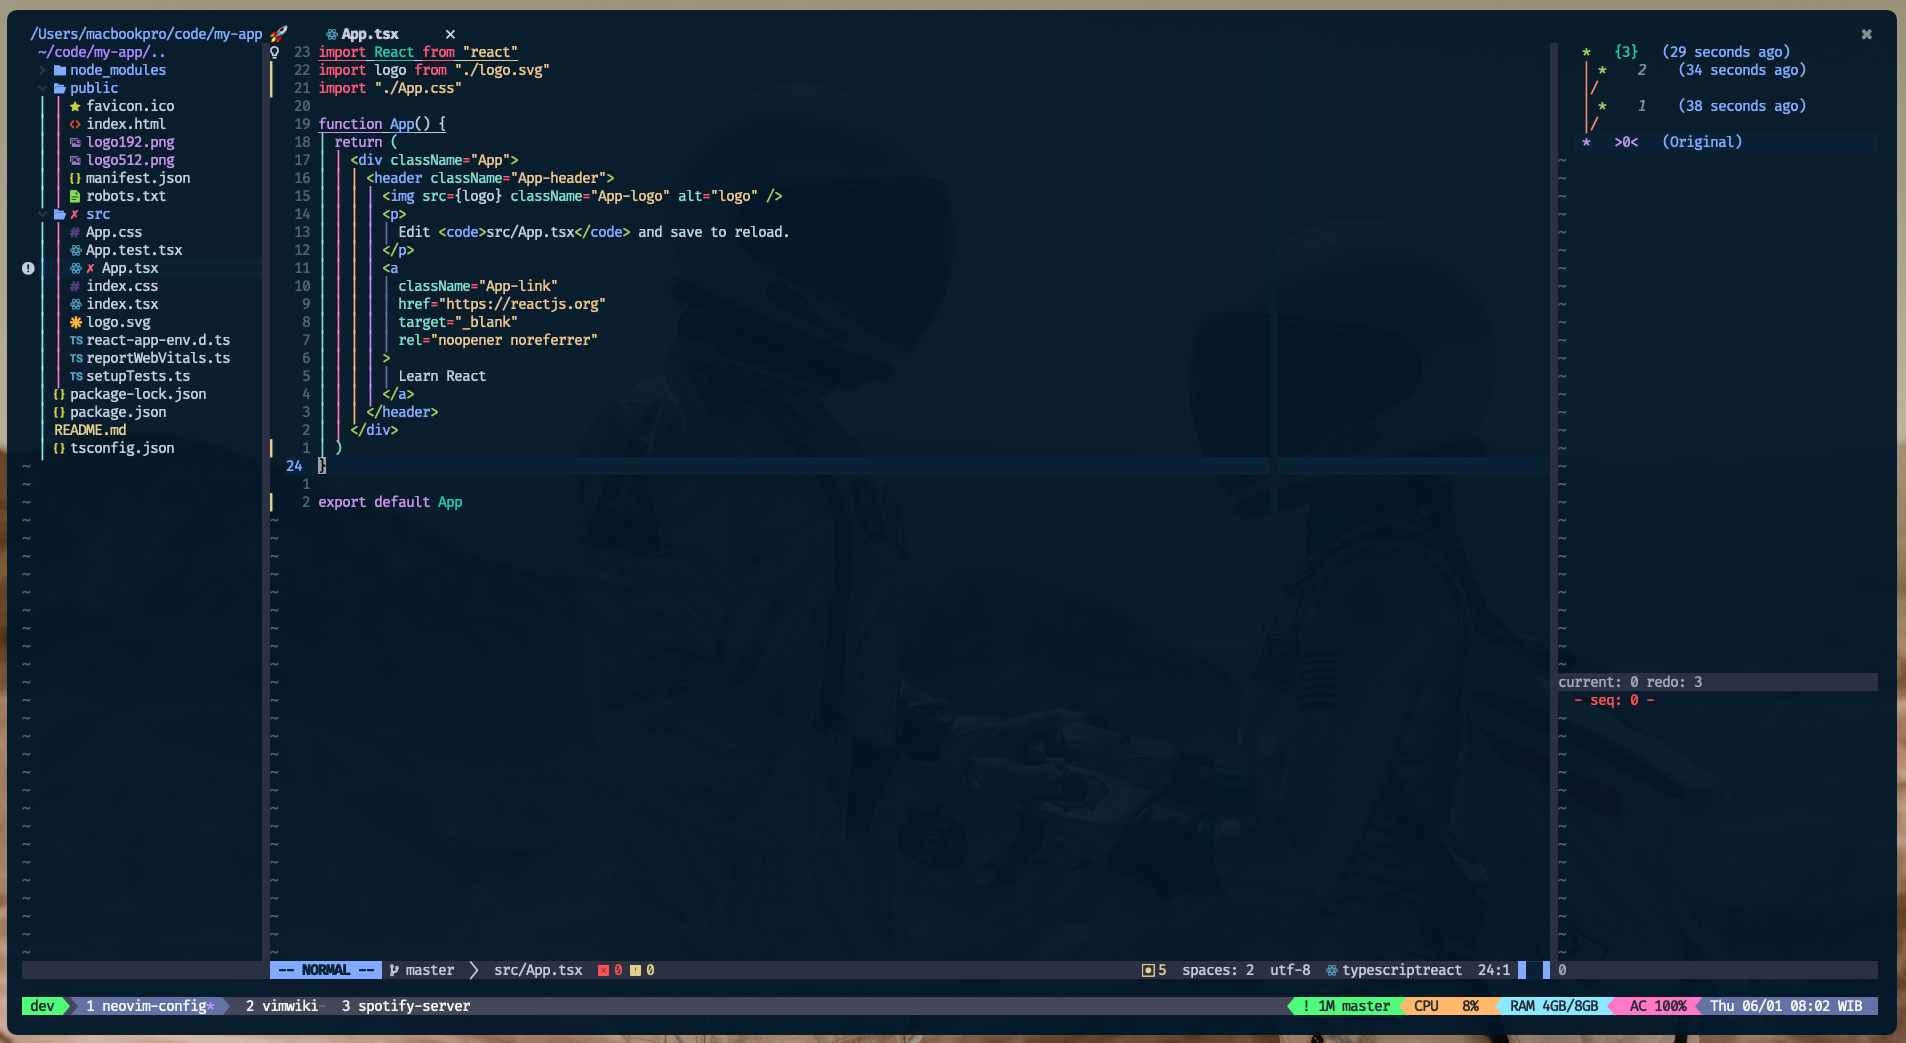 /Users/macbookpro/code/my-app 🚀
~/code/my-app/..
node_modules
public
favicon.ico
<> index.html
logo192.png
logo512.png
{} manifest.json
robots.txt
✗ src
# App.css
App.test.tsx
✗ App.tsx
# index.css
index.tsx
logo.svg
TS react-app-env.d.ts
TS reportWebVitals.ts
TS setupTests.ts
{} package-lock.json
{} package.json
README.md
{} tsconfig.json
App.tsx ×
23 import React from "react"
22 import logo from "./logo.svg"
21 import "./App.css"
20
19 function App() {
18 return (
17 <div className="App">
16 <header className="App-header">
15 <img src={logo} className="App-logo" alt="logo" />
14 <p>
13 Edit <code>src/App.tsx</code> and save to reload.
12 </p>
11 <a
10 className="App-link"
9 href="https://reactjs.org"
8 target="_blank"
7 rel="noopener noreferrer"
6 >
5 Learn React
4 </a>
3 </header>
2 </div>
1 )
24 }
1
2 export default App
✖
* {3} (29 seconds ago)
| * 2 (34 seconds ago)
|/
| * 1 (38 seconds ago)
|/
* >0< (Original)
current: 0 redo: 3
- seq: 0 -
-- NORMAL -- master src/App.tsx 0 0 5 spaces: 2 utf-8 typescriptreact 24:1 0
dev 1 neovim-config* 2 vimwiki- 3 spotify-server ! 1M master CPU 8% RAM 4GB/8GB AC 100% Thu 06/01 08:02 WIB